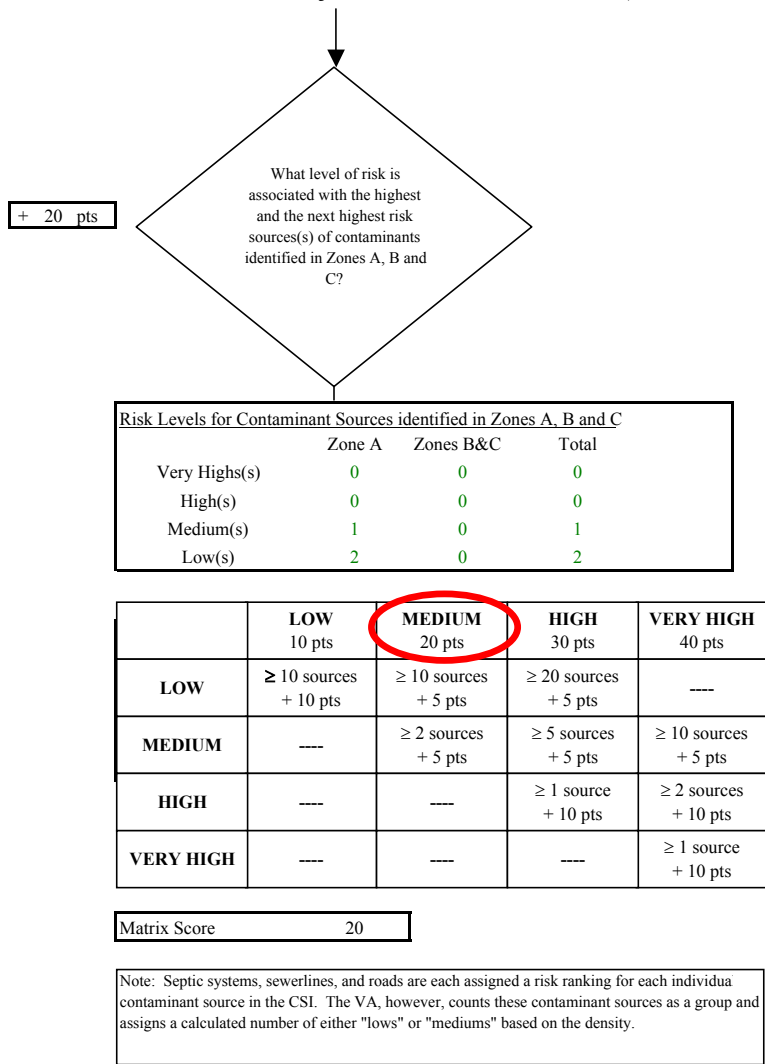 What level of risk is
associated with the highest
and the next highest risk
sources(s) of contaminants
identified in Zones A, B and
C?
+ 20 pts
Risk Levels for Contaminant Sources identified in Zones A, B and C
Zone A Zones B&C Total
Very Highs(s) 0 0 0
High(s) 0 0 0
Medium(s) 1 0 1
Low(s) 2 0 2
LOW MEDIUM HIGH VERY HIGH
10 pts 20 pts 30 pts 40 pts
LOW ≥ 10 sources + 10 pts ≥ 10 sources + 5 pts ≥ 20 sources + 5 pts ----
MEDIUM ---- ≥ 2 sources + 5 pts ≥ 5 sources + 5 pts ≥ 10 sources + 5 pts
HIGH ---- ---- ≥ 1 source + 10 pts ≥ 2 sources + 10 pts
VERY HIGH ---- ---- ---- ≥ 1 source + 10 pts
Matrix Score 20
Note: Septic systems, sewerlines, and roads are each assigned a risk ranking for each individua
contaminant source in the CSI. The VA, however, counts these contaminant sources as a group and
assigns a calculated number of either "lows" or "mediums" based on the density.